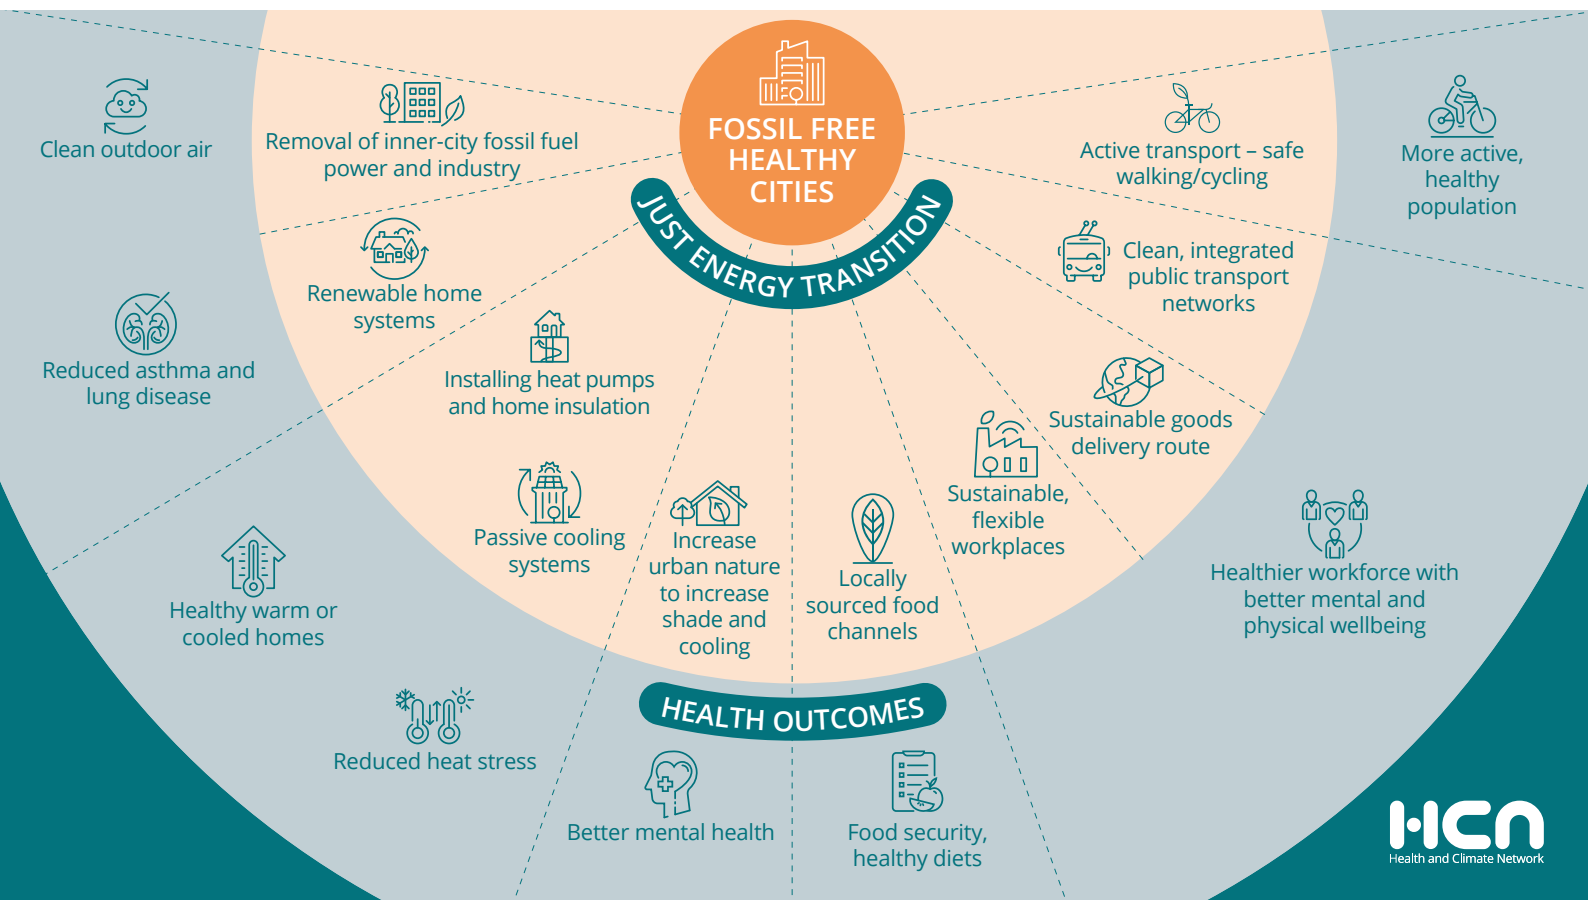 FOSSIL FREE
HEALTHY
CITIES
JUST ENERGY TRANSITION
Removal of inner-city fossil fuel
power and industry
Renewable home
systems
Installing heat pumps
and home insulation
Passive cooling
systems
Increase
urban nature
to increase
shade and
cooling
Locally
sourced food
channels
Sustainable,
flexible
workplaces
Sustainable goods
delivery route
Clean, integrated
public transport
networks
Active transport – safe
walking/cycling
HEALTH OUTCOMES
Clean outdoor air
Reduced asthma and
lung disease
Healthy warm or
cooled homes
Reduced heat stress
Better mental health
Food security,
healthy diets
Healthier workforce with
better mental and
physical wellbeing
More active,
healthy
population
HCN
Health and Climate Network